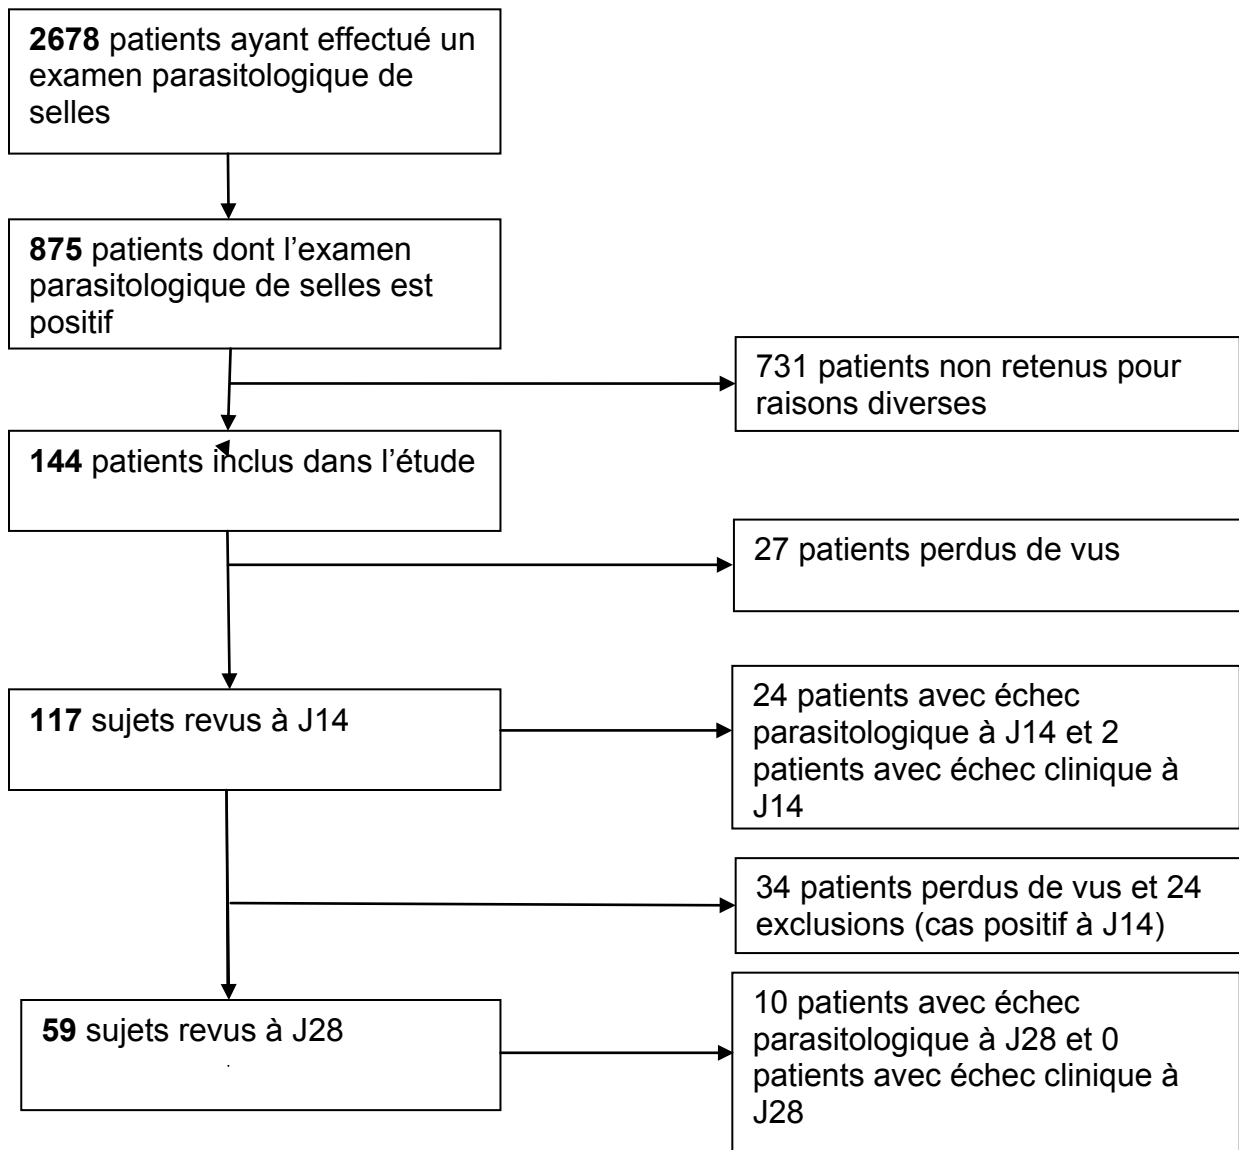 2678 patients ayant effectué un
examen parasitologique de
selles
875 patients dont l’examen
parasitologique de selles est
positif
731 patients non retenus pour
raisons diverses
144 patients inclus dans l’étude
27 patients perdus de vus
117 sujets revus à J14
24 patients avec échec
parasitologique à J14 et 2
patients avec échec clinique à
J14
34 patients perdus de vus et 24
exclusions (cas positif à J14)
59 sujets revus à J28
10 patients avec échec
parasitologique à J28 et 0
patients avec échec clinique à
J28